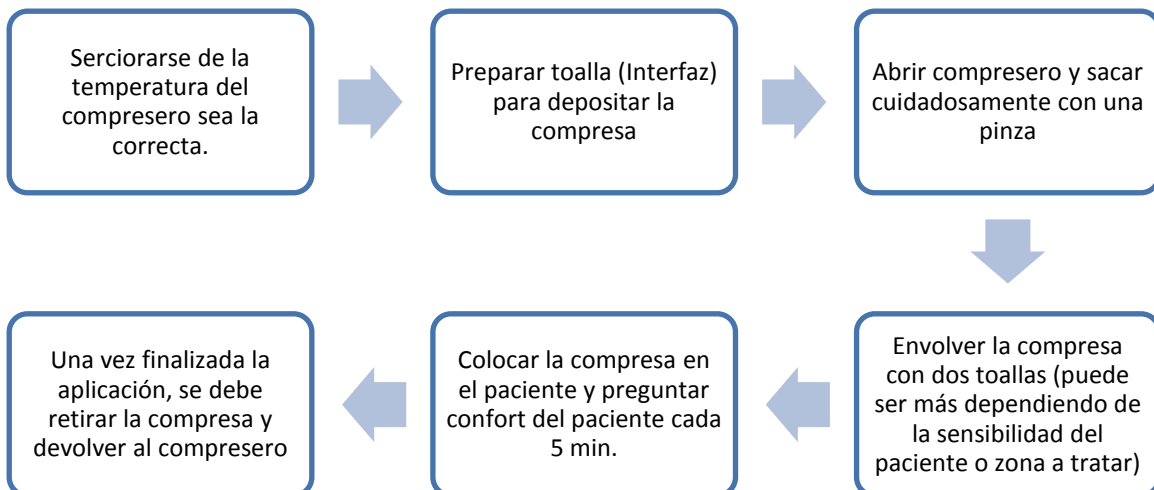 Serciorarse de la
temperatura del
compresero sea la
correcta.
Preparar toalla (Interfaz)
para depositar la
compresa
Abrir compresero y sacar
cuidadosamente con una
pinza
Envolver la compresa
con dos toallas (puede
ser más dependiendo de
la sensibilidad del
paciente o zona a tratar)
Colocar la compresa en
el paciente y preguntar
confort del paciente cada
5 min.
Una vez finalizada la
aplicación, se debe
retirar la compresa y
devolver al compresero